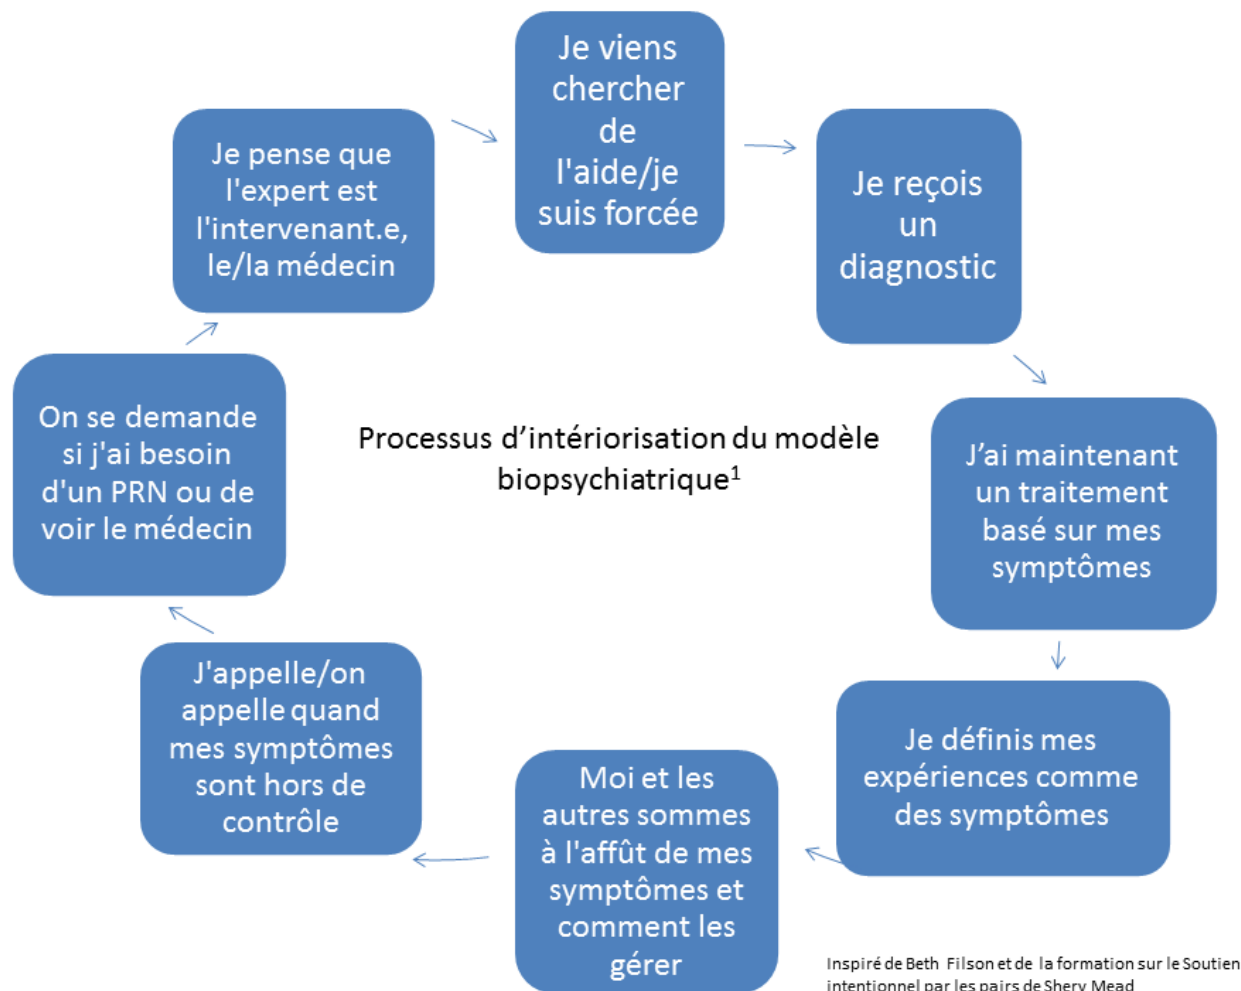 Je viens
chercher
de
l'aide/je
suis forcée
Je reçois
un
diagnostic
J’ai maintenant
un traitement
basé sur mes
symptômes
Je définis mes
expériences comme
des symptômes
Moi et les
autres sommes
à l'affût de mes
symptômes et
comment les
gérer
J'appelle/on
appelle quand
mes symptômes
sont hors de
contrôle
On se demande
si j'ai besoin
d'un PRN ou de
voir le médecin
Je pense que
l'expert est
l'intervenant.e,
le/la médecin
Processus d’intériorisation du modèle
biopsychiatrique¹
Inspiré de Beth Filson et de la formation sur le Soutien
intentionnel par les pairs de Shery Mead